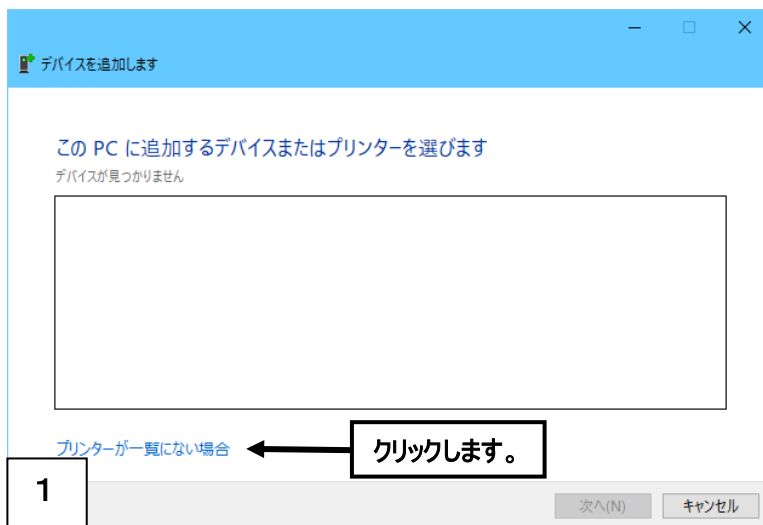 デバイスを追加します
この PC に追加するデバイスまたはプリンターを選びます
デバイスが見つかりません
プリンターが一覧にない場合
クリックします。
1
次へ(N)
キャンセル